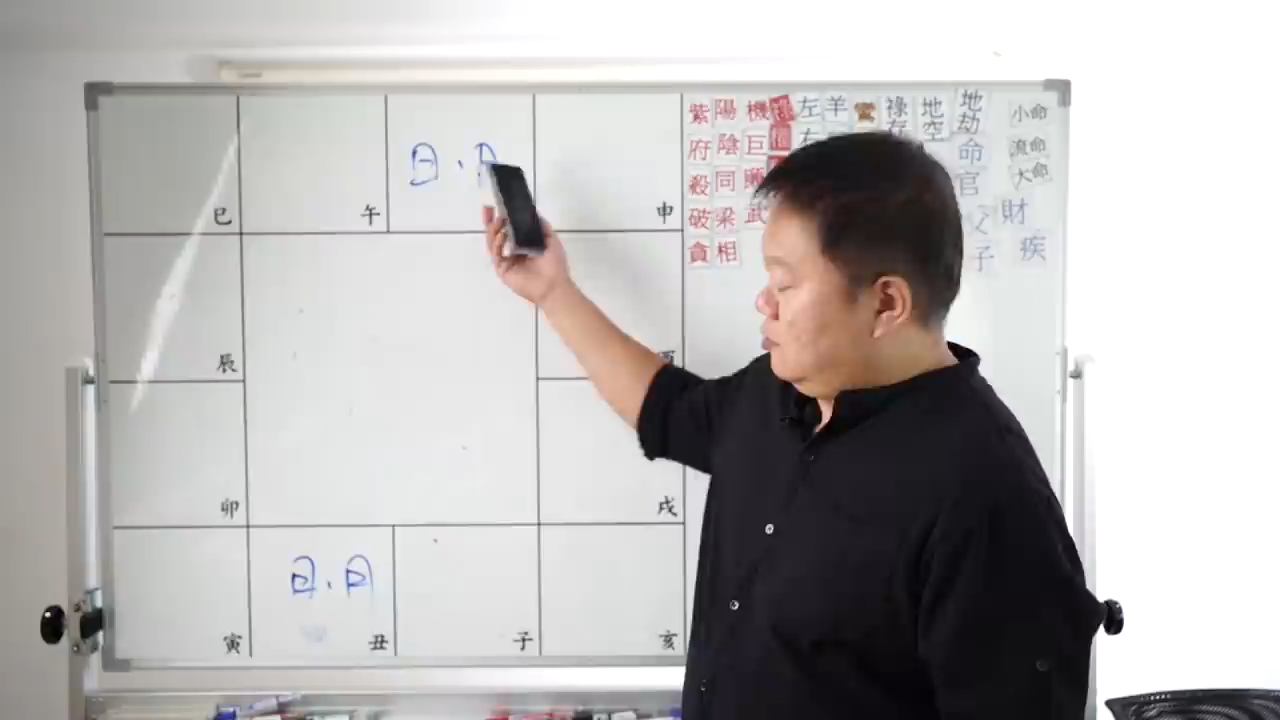 日.月
巳
午
申
辰
卯
戌
日.月
寅
丑
子
亥
紫 陽 機 左 羊 祿存 地空 地劫 小命
府 陰 巨 命 流命
殺 同 官 大命
破 梁 武 父 財
貪 相 子 疾